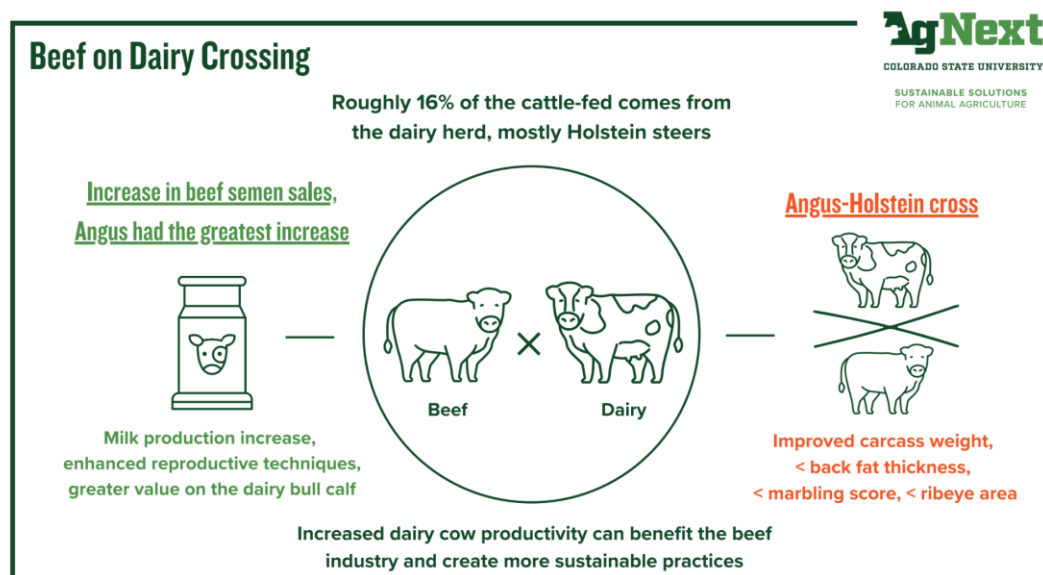 Beef on Dairy Crossing
AgNext
COLORADO STATE UNIVERSITY
SUSTAINABLE SOLUTIONS
FOR ANIMAL AGRICULTURE
Roughly 16% of the cattle-fed comes from
the dairy herd, mostly Holstein steers
Increase in beef semen sales,
Angus had the greatest increase
Milk production increase,
enhanced reproductive techniques,
greater value on the dairy bull calf
Beef
×
Dairy
Angus-Holstein cross
Improved carcass weight,
< back fat thickness,
< marbling score, < ribeye area
Increased dairy cow productivity can benefit the beef
industry and create more sustainable practices